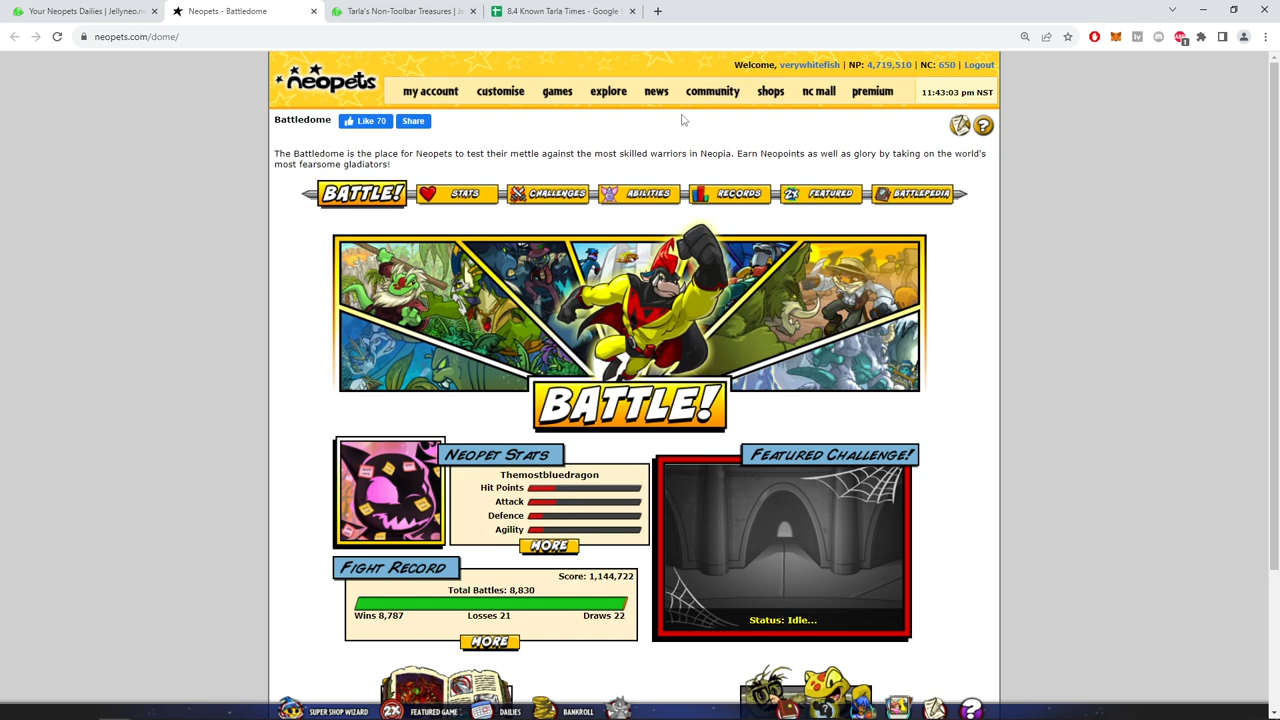 Your Neopets Dailies | Jellyneo.n
Neopets - Battledome
Tarla's Non-Toolbar Treasures | Je
8.4 Known Tarla Times - Google S
neopets.com/dome/
neopets
Welcome, verywhitefish | NP: 4,719,510 | NC: 650 | Logout
my account customise games explore news community shops nc mall premium
11:43:03 pm NST
Battledome
Like 70
Share
The Battledome is the place for Neopets to test their mettle against the most skilled warriors in Neopia. Earn Neopoints as well as glory by taking on the world's
most fearsome gladiators!
BATTLE! STATS CHALLENGES ABILITIES RECORDS FEATURED BATTLEPEDIA
BATTLE!
NEOPET STATS
Themostbluedragon
Hit Points
Attack
Defence
Agility
MORE
FEATURED CHALLENGE!
Status: Idle...
FIGHT RECORD
Score: 1,144,722
Total Battles: 8,830
Wins 8,787 Losses 21 Draws 22
MORE
SUPER SHOP WIZARD
2X FEATURED GAME
DAILIES
BANKROLL